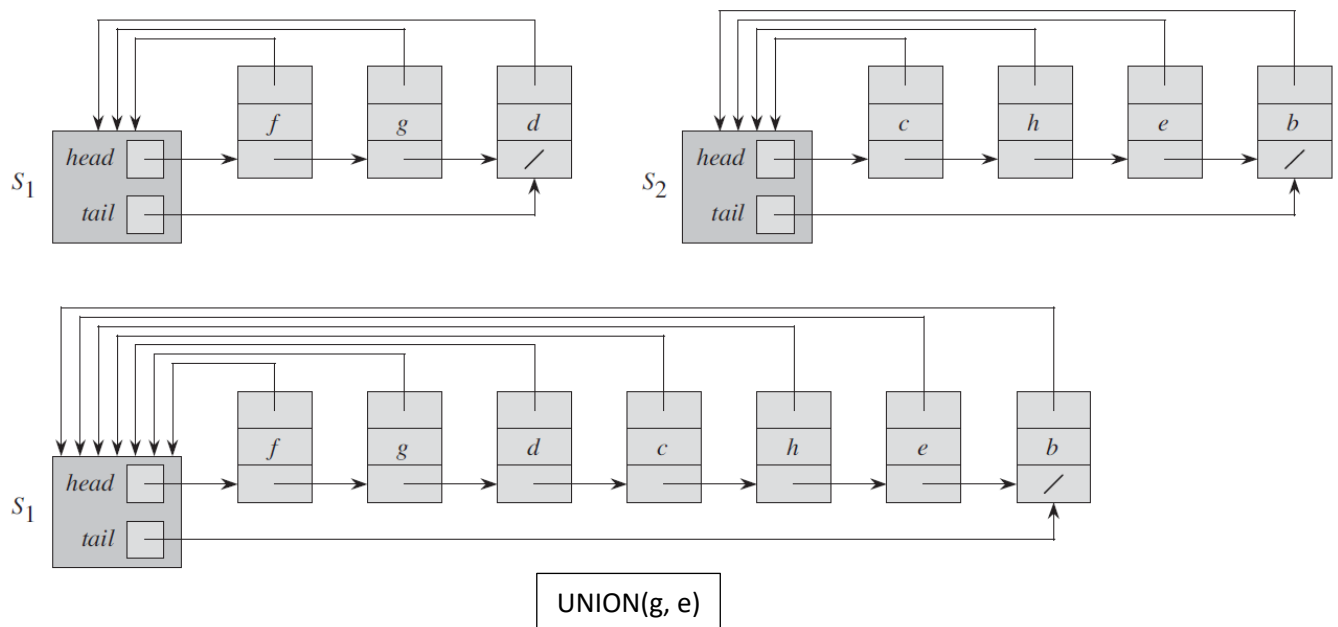 f g d
head
S1
tail
c h e b
head
S2
tail
f g d c h e b
head
S1
tail
UNION(g, e)